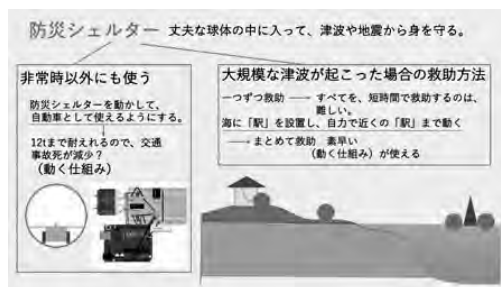 防災シェルター 丈夫な球体の中に入って、津波や地震から身を守る。
非常時以外にも使う
防災シェルターを動かして、
自動車として使えるようにする。
12tまで耐えれるので、交通
事故死が減少？
(動く仕組み)
大規模な津波が起こった場合の救助方法
一つずつ救助 → すべてを、短時間で救助するのは、
難しい。
海に「駅」を設置し、自力で近くの「駅」まで動く
→ まとめて救助 素早い
(動く仕組み)が使える